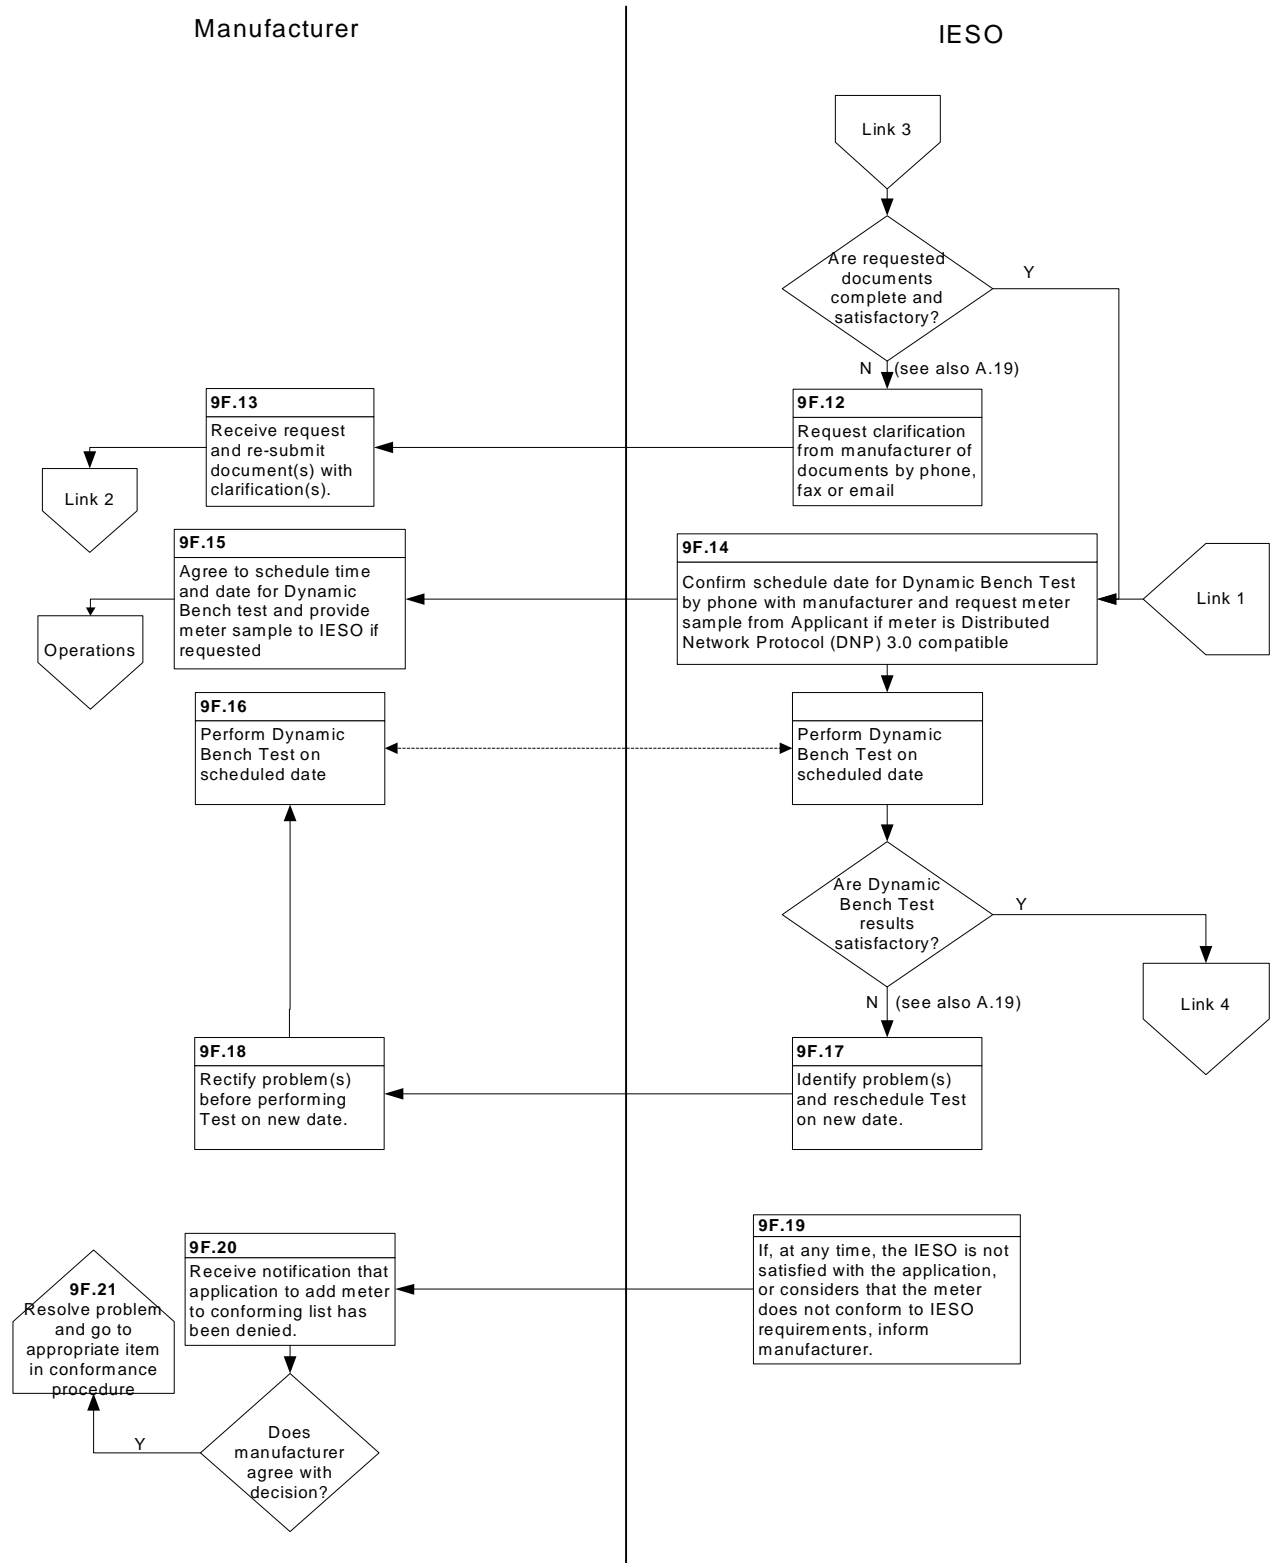 Manufacturer
IESO
Link 3
Are requested
documents
complete and
satisfactory?
Y
N
(see also A.19)
9F.13
Receive request
and re-submit
document(s) with
clarification(s).
9F.12
Request clarification
from manufacturer of
documents by phone,
fax or email
Link 2
9F.15
Agree to schedule time
and date for Dynamic
Bench test and provide
meter sample to IESO if
requested
9F.14
Confirm schedule date for Dynamic Bench Test
by phone with manufacturer and request meter
sample from Applicant if meter is Distributed
Network Protocol (DNP) 3.0 compatible
Link 1
Operations
9F.16
Perform Dynamic
Bench Test on
scheduled date
Perform Dynamic
Bench Test on
scheduled date
Are Dynamic
Bench Test
results
satisfactory?
Y
N
(see also A.19)
Link 4
9F.18
Rectify problem(s)
before performing
Test on new date.
9F.17
Identify problem(s)
and reschedule Test
on new date.
9F.19
If, at any time, the IESO is not
satisfied with the application,
or considers that the meter
does not conform to IESO
requirements, inform
manufacturer.
9F.20
Receive notification that
application to add meter
to conforming list has
been denied.
9F.21
Resolve problem
and go to
appropriate item
in conformance
procedure
Does
manufacturer
agree with
decision?
Y